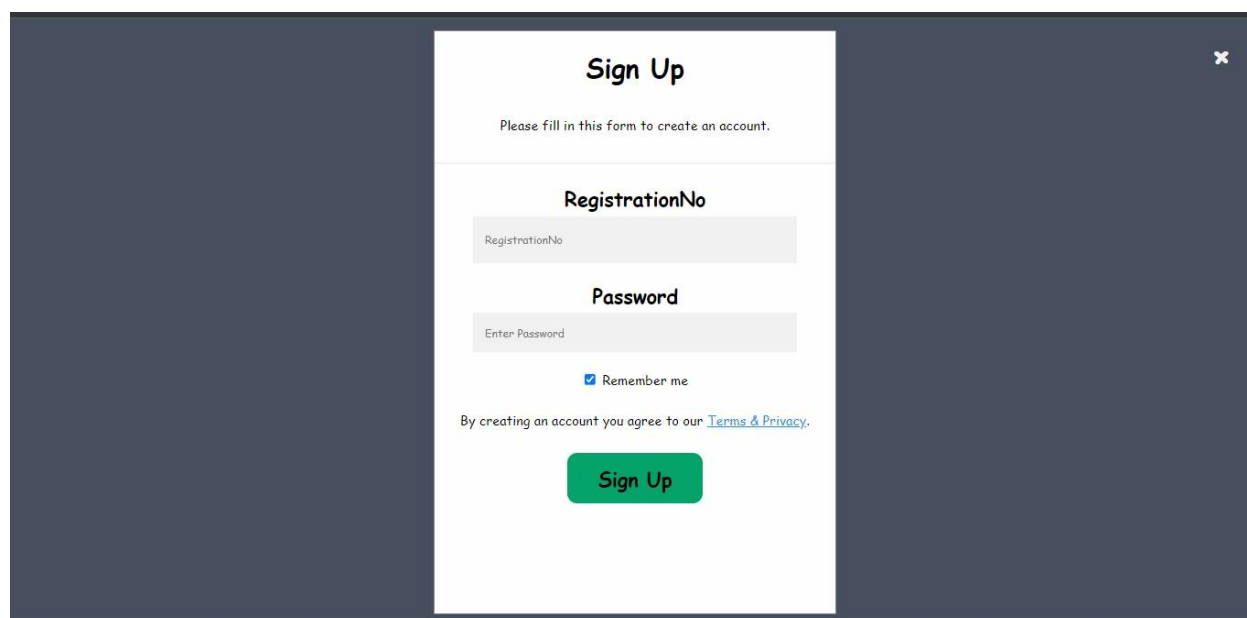 Sign Up
Please fill in this form to create an account.
RegistrationNo
RegistrationNo
Password
Enter Password
Remember me
By creating an account you agree to our Terms & Privacy.
Sign Up